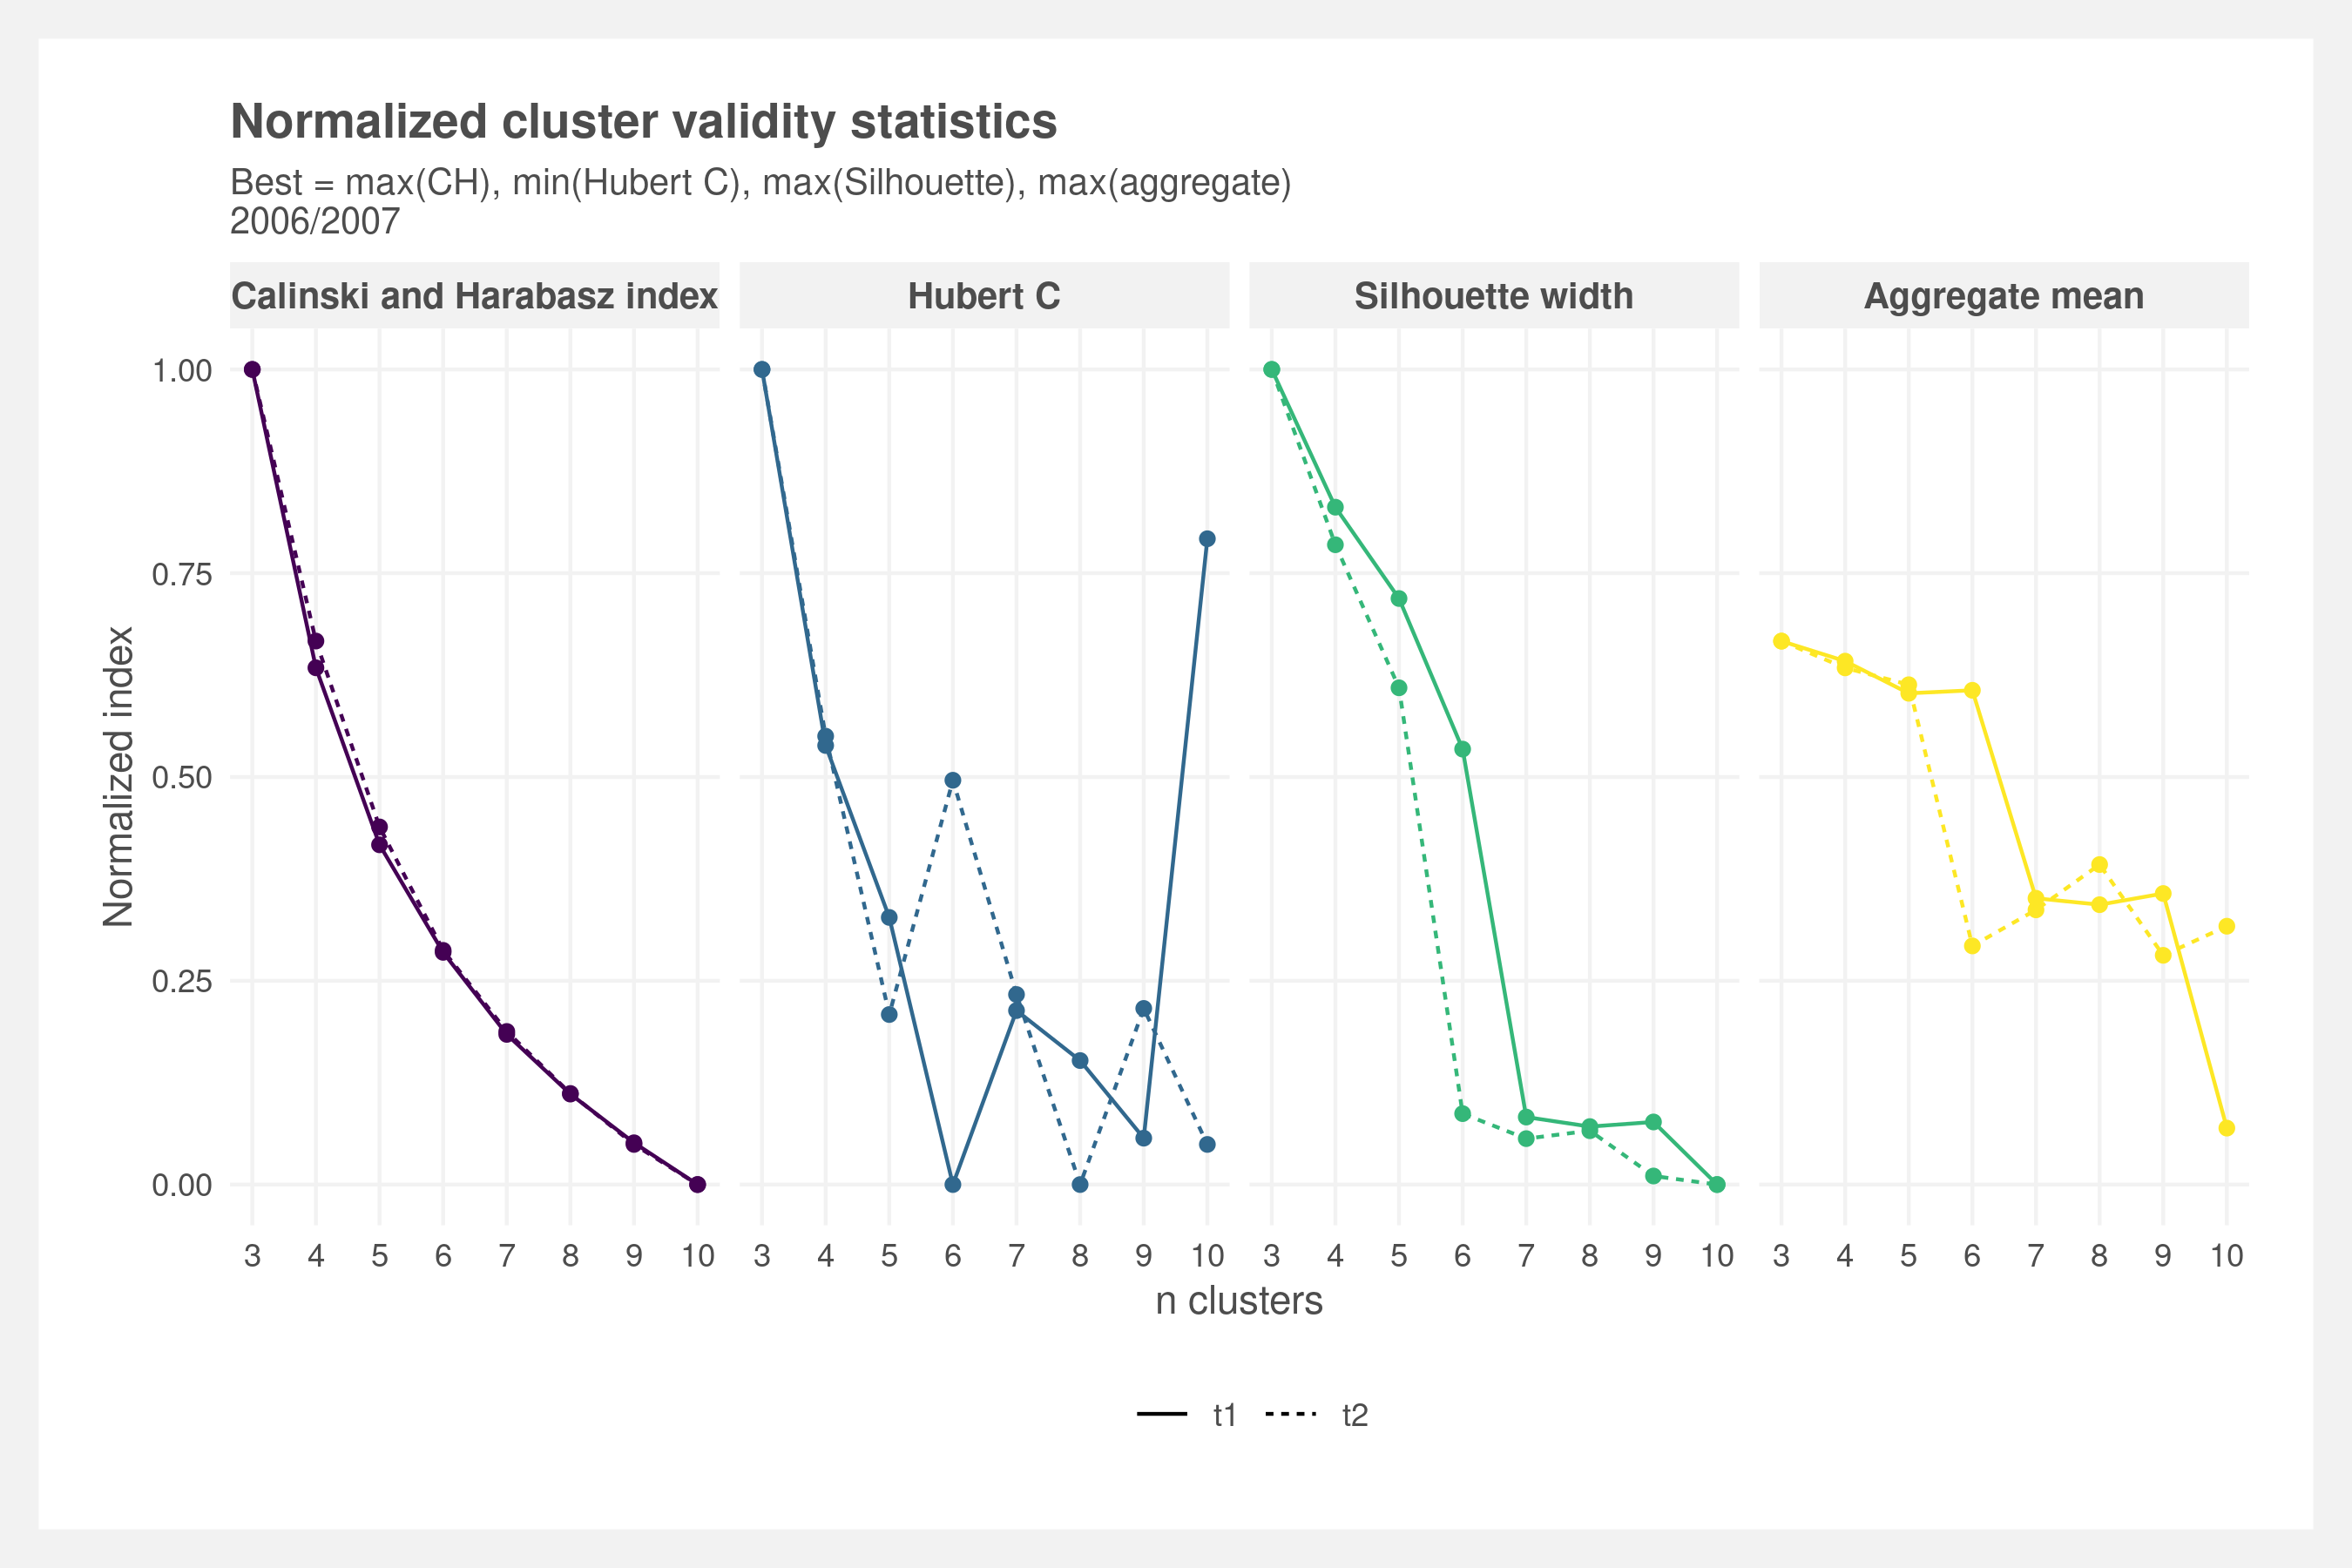 Normalized cluster validity statistics
Best = max(CH), min(Hubert C), max(Silhouette), max(aggregate)
2006/2007
Calinski and Harabasz index
Hubert C
Silhouette width
Aggregate mean
Normalized index
1.00
0.75
0.50
0.25
0.00
3 4 5 6 7 8 9 10
3 4 5 6 7 8 9 10
3 4 5 6 7 8 9 10
3 4 5 6 7 8 9 10
n clusters
t1 t2